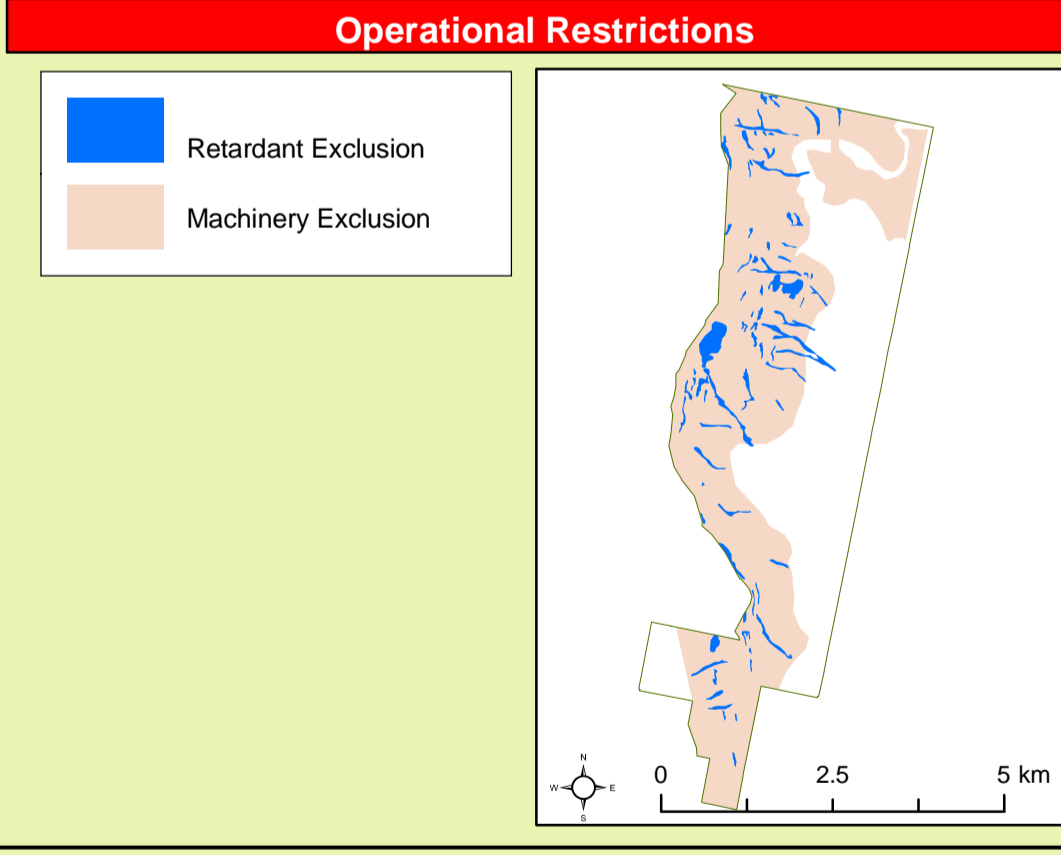 Operational Restrictions
Retardant Exclusion
Machinery Exclusion
N
W E
S
0 2.5 5 km